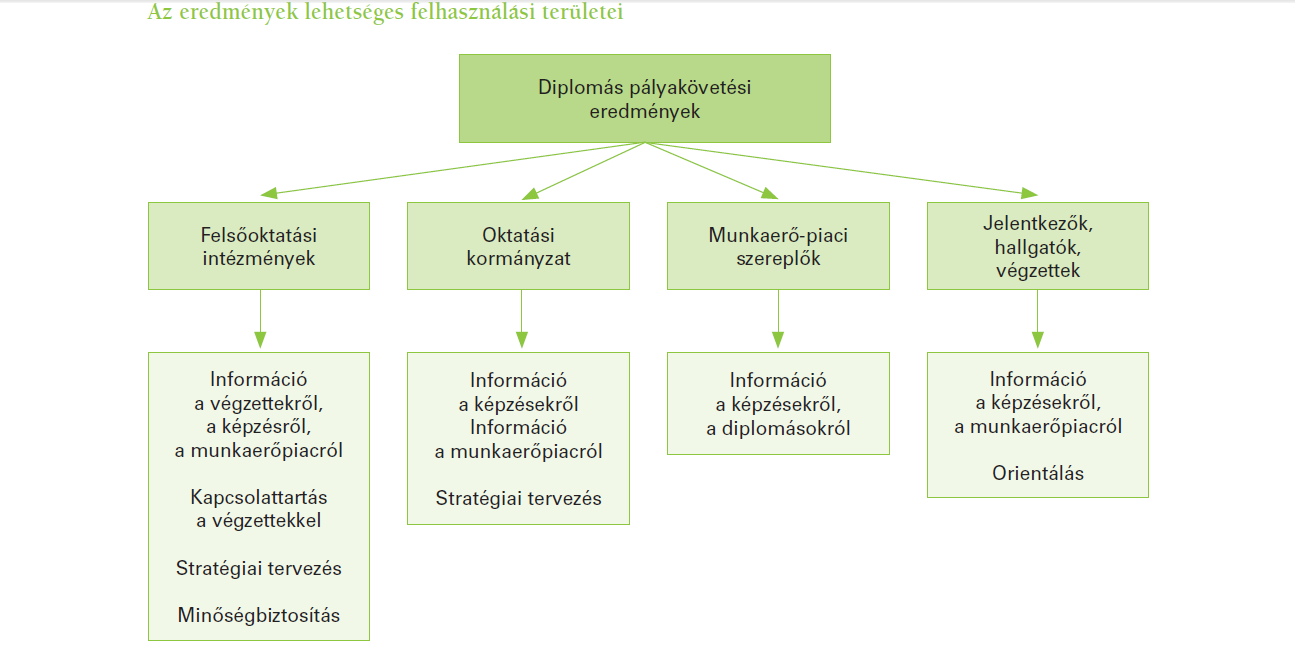 Az eredmények lehetséges felhasználási területei
Diplomás pályakövetési
eredmények
Felsőoktatási
intézmények
Oktatási
kormányzat
Munkaerő-piaci
szereplők
Jelentkezők,
hallgatók,
végzettek
Információ
a végzettekről,
a képzésről,
a munkaerőpiacról
Kapcsolattartás
a végzettekkel
Stratégiai tervezés
Minőségbiztosítás
Információ
a képzésekről
Információ
a munkaerőpiacról
Stratégiai tervezés
Információ
a képzésekről,
a diplomásokról
Információ
a képzésekről,
a munkaerőpiacról
Orientálás